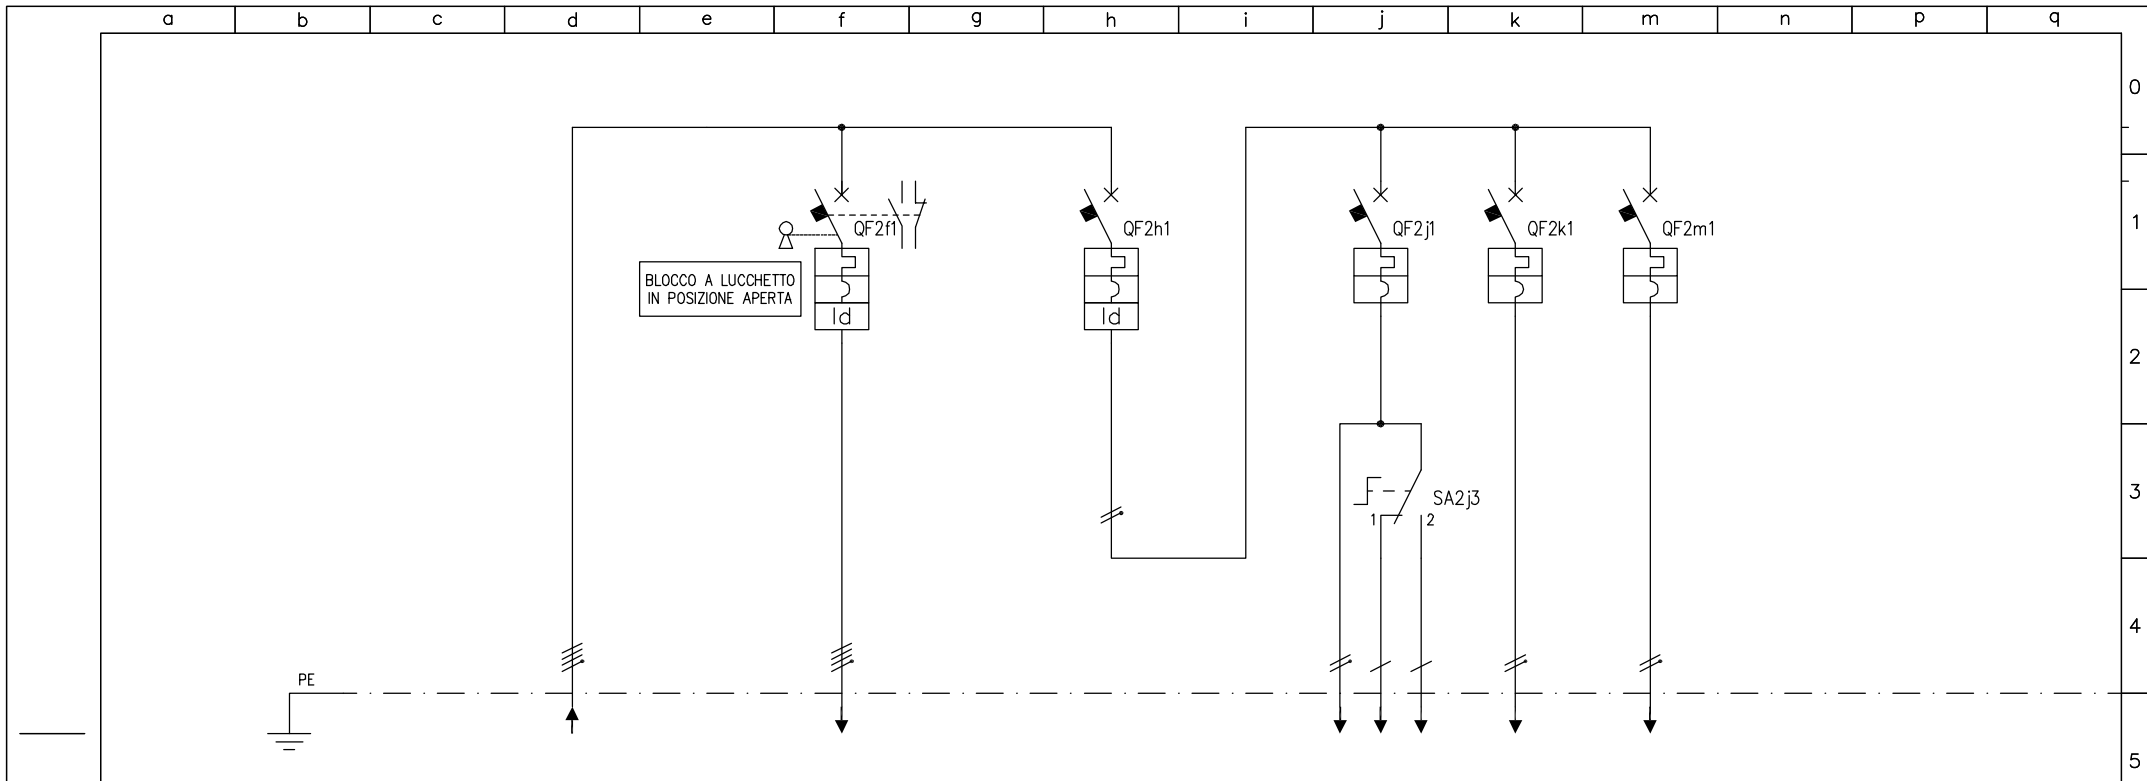 a b c d e f g h i j k m n p q
0
1
QF2f1 QF2h1 QF2j1 QF2k1 QF2m1
BLOCCO A LUCCHETTO
IN POSIZIONE APERTA
Id Id
2
3
SA2j3
1 2
4
PE
5